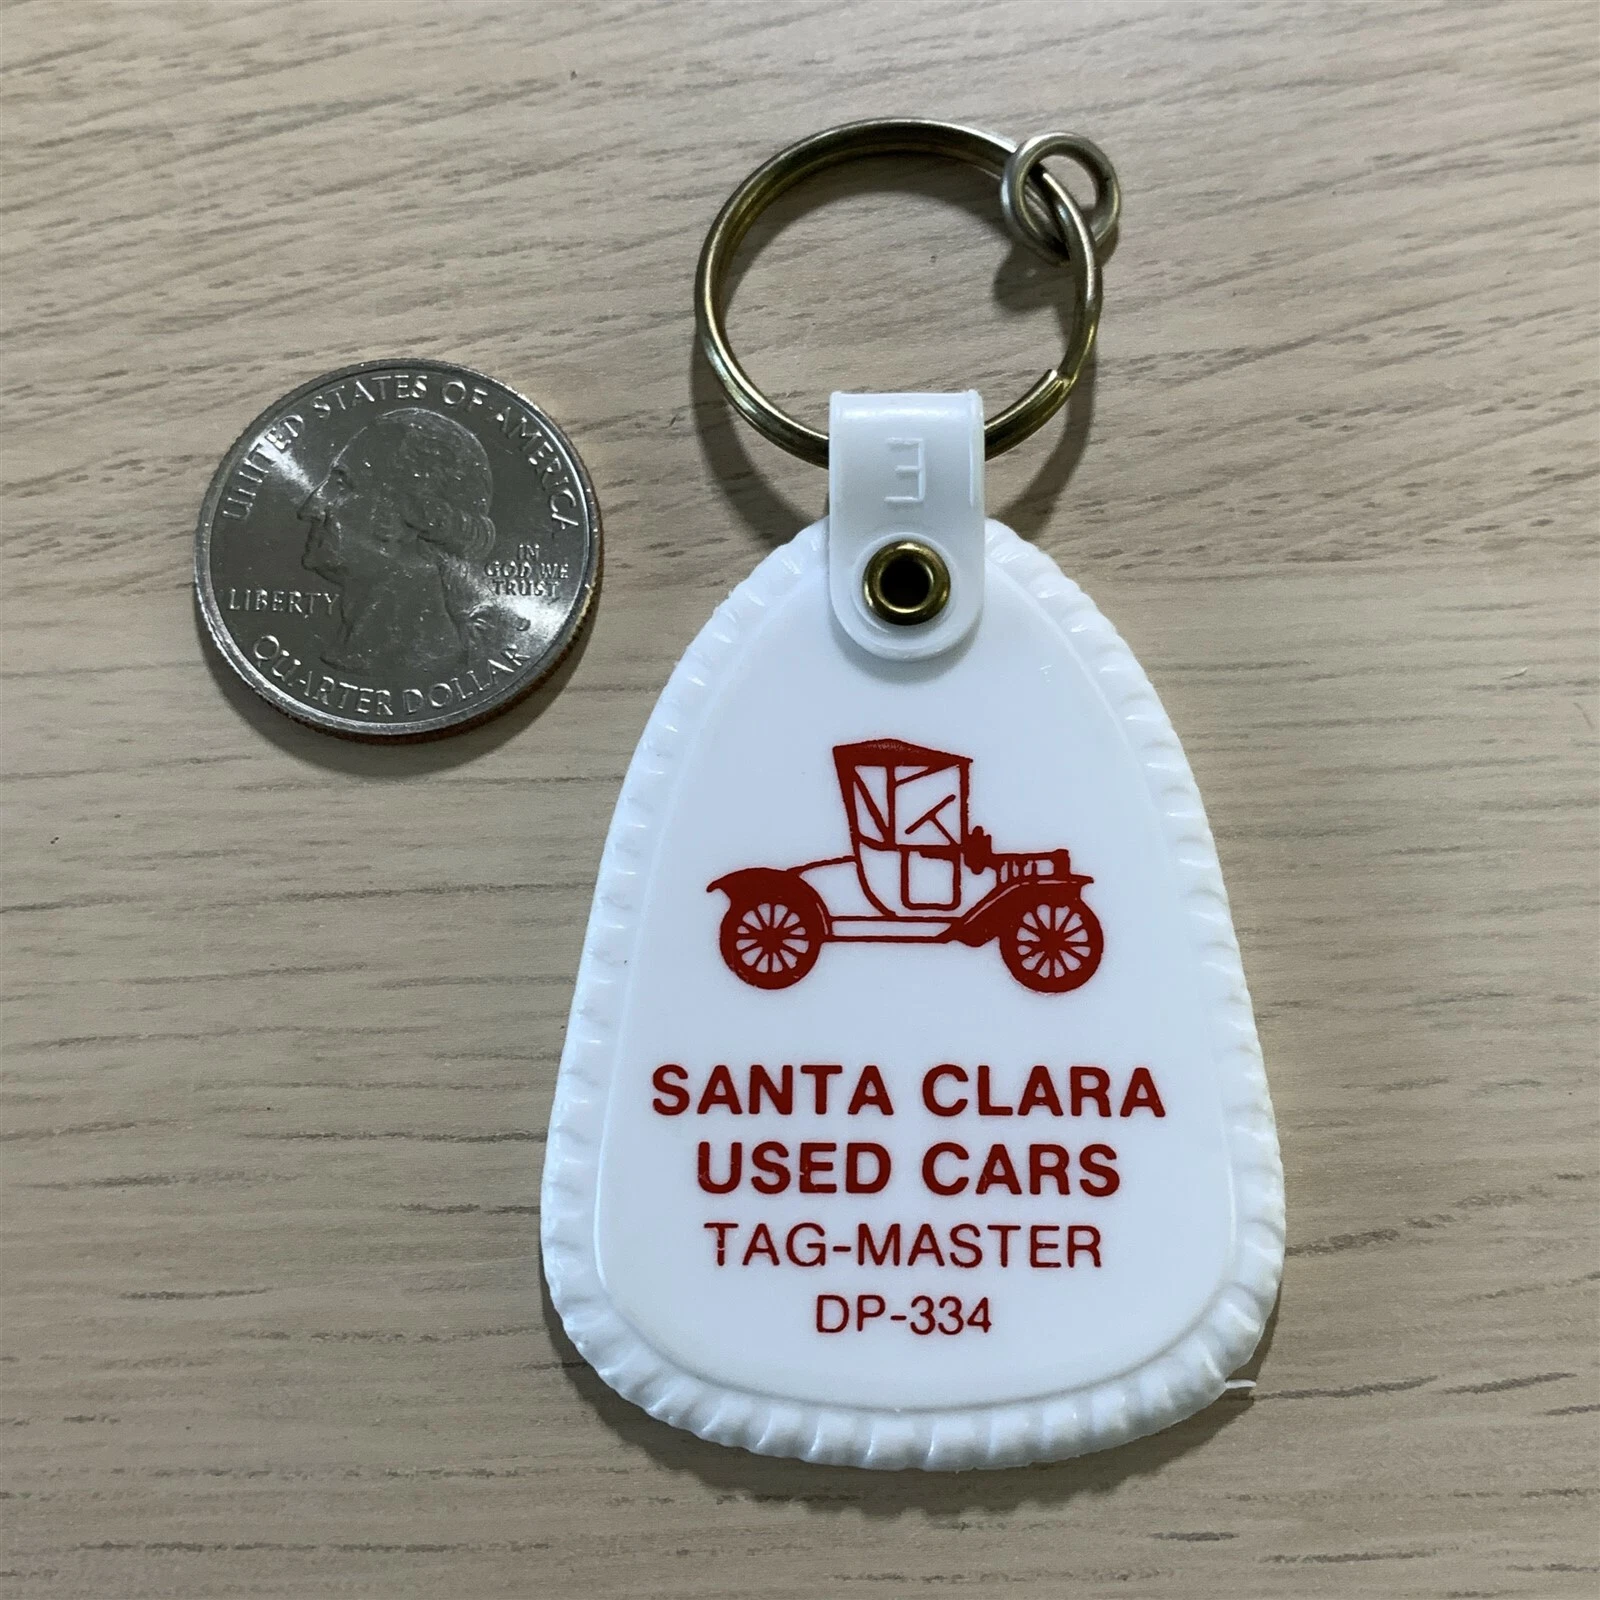 UNITED STATES OF AMERICA
IN
GOD WE
TRUST
LIBERTY
QUARTER DOLLAR
E
SANTA CLARA
USED CARS
TAG-MASTER
DP-334